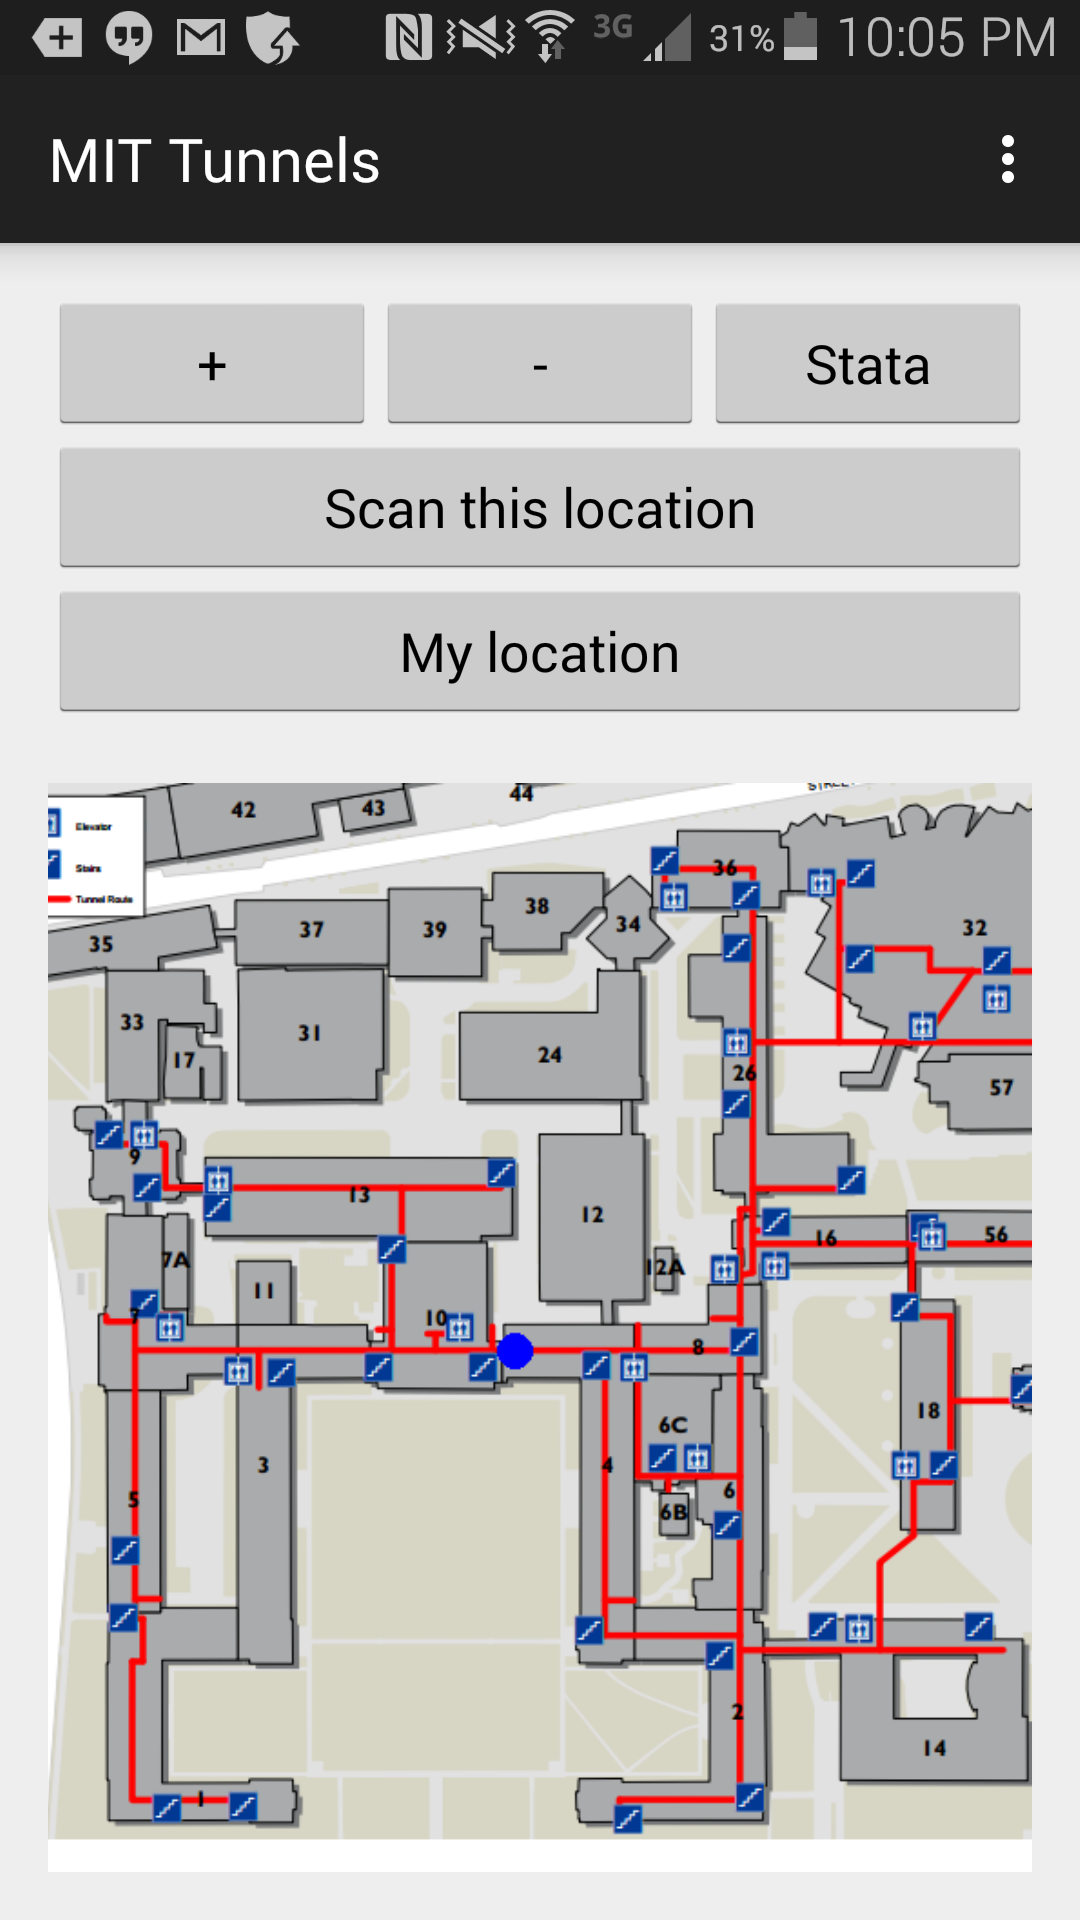 3G 31% 10:05 PM
MIT Tunnels
+ - Stata
Scan this location
My location
44
42 43
Elevator
Stairs
Tunnel Route
36
38
37 39 34 32
35
33 31 24
17
26 57
9
13
12
16 56
7A 12A
11
7 10 8
18
6C
3 4
5 6
6B
2
14
1